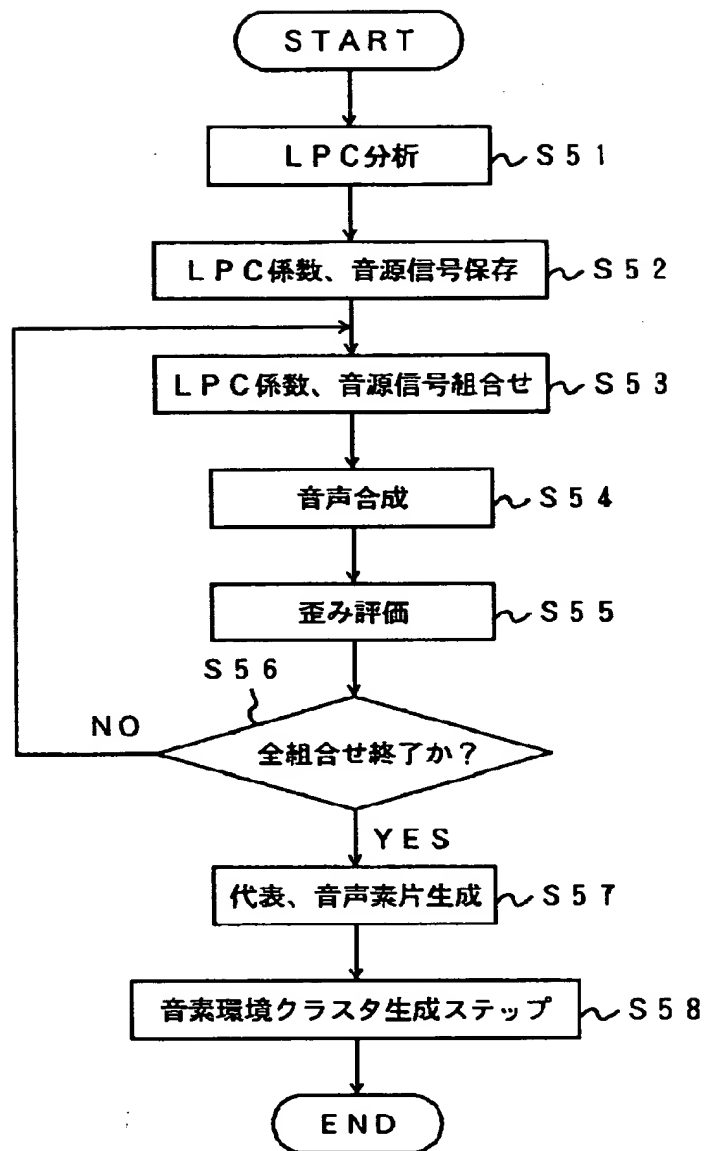 START
LPC分析 S51
LPC係数、音源信号保存 S52
LPC係数、音源信号組合せ S53
音声合成 S54
歪み評価 S55
S56
NO
全組合せ終了か?
YES
代表、音声素片生成 S57
音素環境クラスタ生成ステップ S58
END